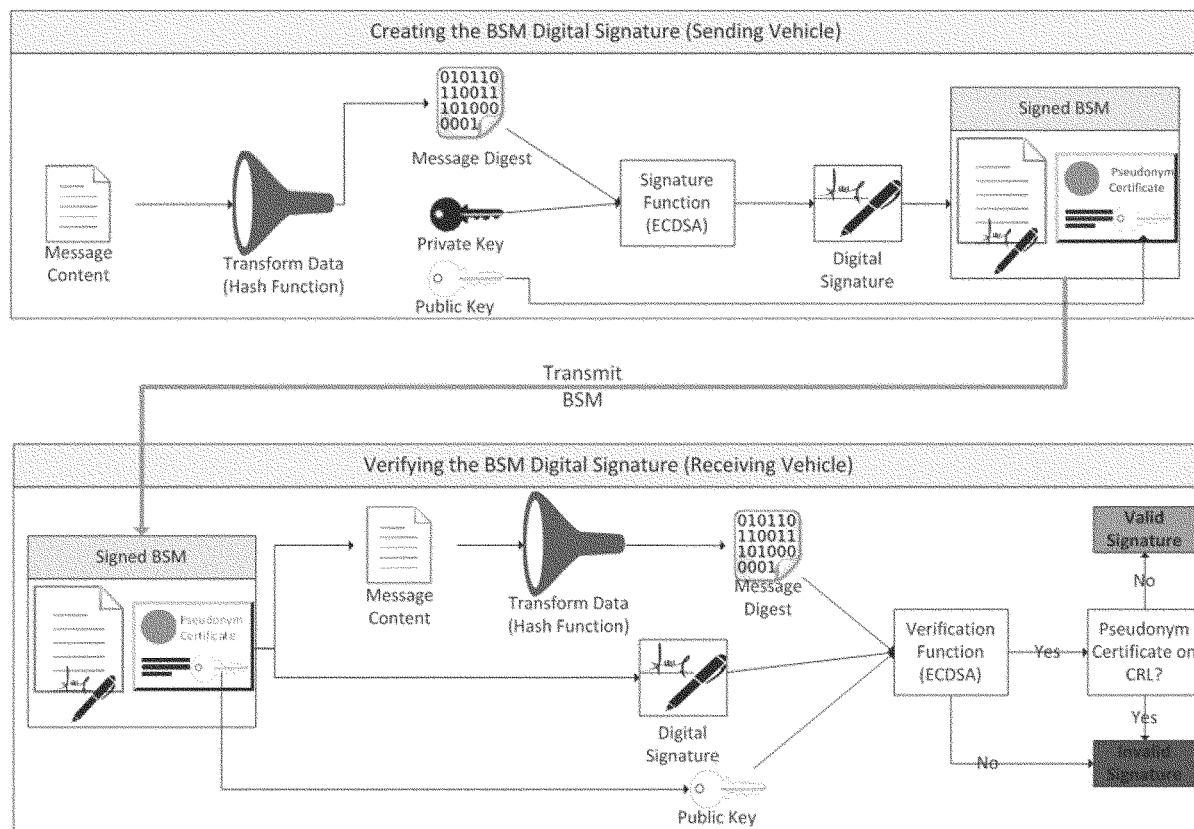 Creating the BSM Digital Signature (Sending Vehicle)
010110
110011
101000
0001
Message Digest
Message
Content
Transform Data
(Hash Function)
Private Key
Public Key
Signature
Function
(ECDSA)
Digital
Signature
Signed BSM
Pseudonym
Certificate
Transmit
BSM
Verifying the BSM Digital Signature (Receiving Vehicle)
Signed BSM
Pseudonym
Certificate
Message
Content
Transform Data
(Hash Function)
010110
110011
101000
0001
Message
Digest
Digital
Signature
Public Key
Verification
Function
(ECDSA)
Yes
No
Pseudonym
Certificate on
CRL?
No
Yes
Valid
Signature
Invalid
Signature